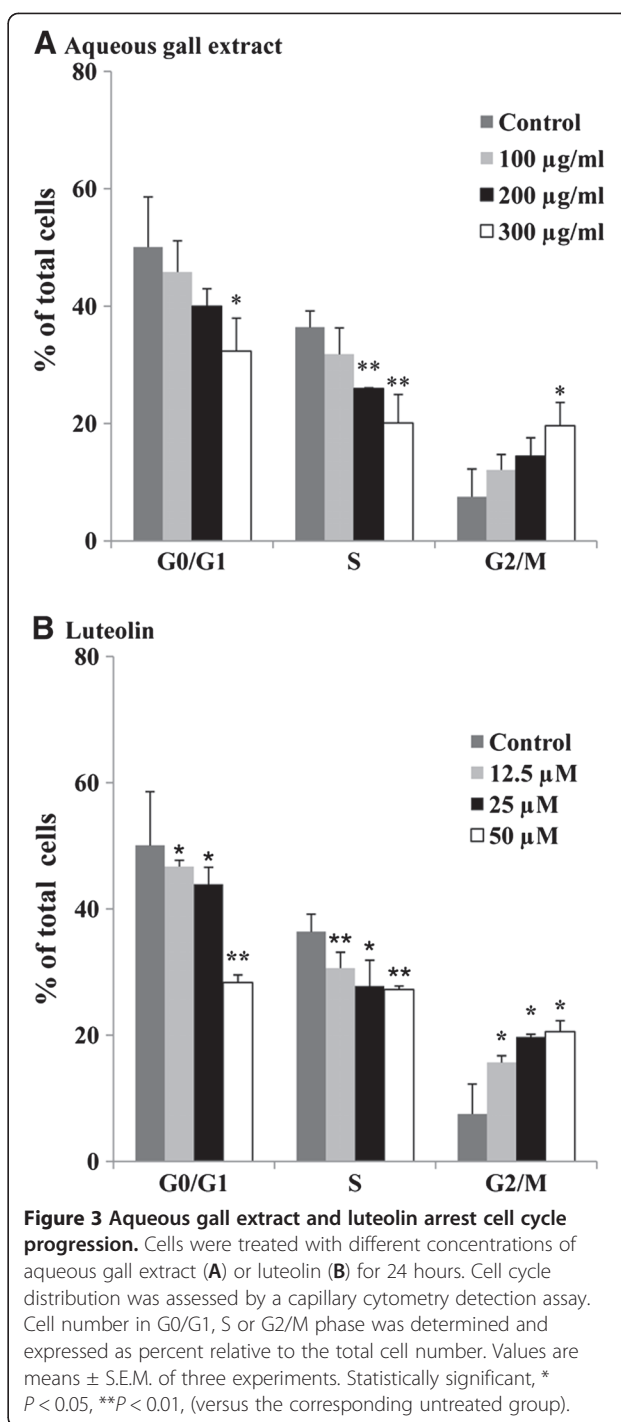 A Aqueous gall extract
80
60
40
20
0
% of total cells
Control
100 µg/ml
200 µg/ml
300 µg/ml
*
**
**
*
G0/G1 S G2/M
B Luteolin
80
60
40
20
0
% of total cells
Control
12.5 µM
25 µM
50 µM
* * **
** * **
* * *
G0/G1 S G2/M
Figure 3 Aqueous gall extract and luteolin arrest cell cycle
progression. Cells were treated with different concentrations of
aqueous gall extract (A) or luteolin (B) for 24 hours. Cell cycle
distribution was assessed by a capillary cytometry detection assay.
Cell number in G0/G1, S or G2/M phase was determined and
expressed as percent relative to the total cell number. Values are
means ± S.E.M. of three experiments. Statistically significant, *
P < 0.05, **P < 0.01, (versus the corresponding untreated group).